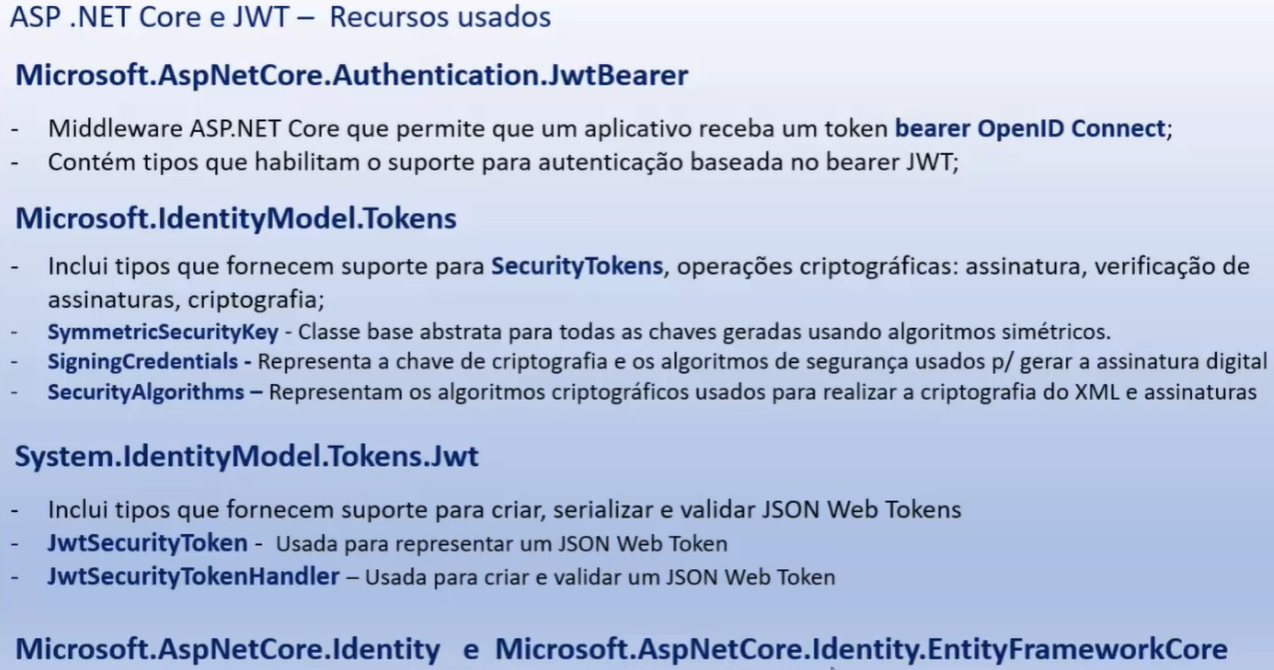 ASP .NET Core e JWT – Recursos usados
Microsoft.AspNetCore.Authentication.JwtBearer
- Middleware ASP.NET Core que permite que um aplicativo receba um token bearer OpenID Connect;
- Contém tipos que habilitam o suporte para autenticação baseada no bearer JWT;
Microsoft.IdentityModel.Tokens
- Inclui tipos que fornecem suporte para SecurityTokens, operações criptográficas: assinatura, verificação de
assinaturas, criptografia;
- SymmetricSecurityKey - Classe base abstrata para todas as chaves geradas usando algoritmos simétricos.
- SigningCredentials - Representa a chave de criptografia e os algoritmos de segurança usados p/ gerar a assinatura digital
- SecurityAlgorithms – Representam os algoritmos criptográficos usados para realizar a criptografia do XML e assinaturas
System.IdentityModel.Tokens.Jwt
- Inclui tipos que fornecem suporte para criar, serializar e validar JSON Web Tokens
- JwtSecurityToken - Usada para representar um JSON Web Token
- JwtSecurityTokenHandler – Usada para criar e validar um JSON Web Token
Microsoft.AspNetCore.Identity e Microsoft.AspNetCore.Identity.EntityFrameworkCore